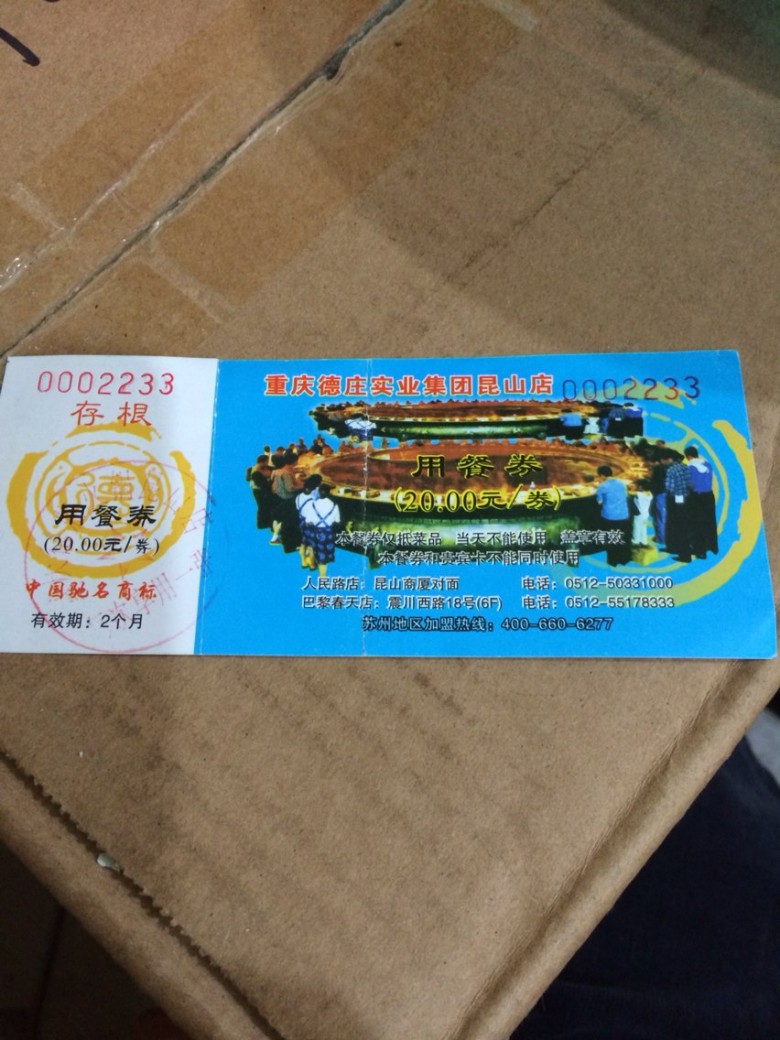 0002233
存根
用餐券
(20.00元/券)
中国驰名商标
有效期：2个月
重庆德庄实业集团昆山店
0002233
用餐券
(20.00元/券)
本餐券仅抵菜品 当天不能使用 盖章有效
本餐券和贵宾卡不能同时使用
人民路店：昆山商厦对面 电话：0512-50331000
巴黎春天店：震川西路18号(6F) 电话：0512-55178333
苏州地区加盟热线：400-660-6277